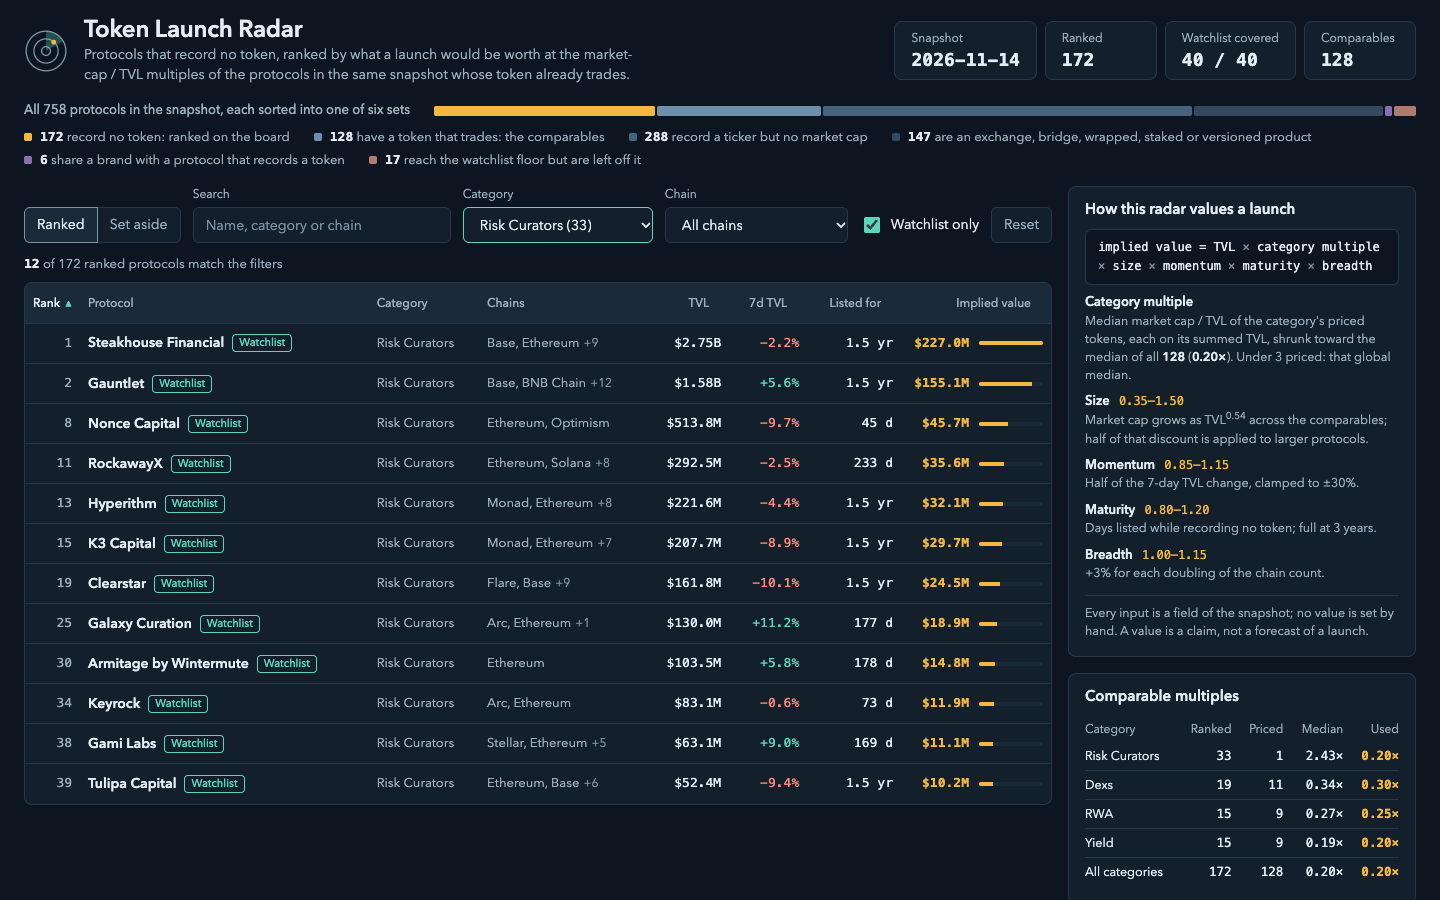 Token Launch Radar
Protocols that record no token, ranked by what a launch would be worth at the market-
cap / TVL multiples of the protocols in the same snapshot whose token already trades.
Snapshot
2026-11-14
Ranked
172
Watchlist covered
40 / 40
Comparables
128
All 758 protocols in the snapshot, each sorted into one of six sets
172 record no token: ranked on the board
128 have a token that trades: the comparables
288 record a ticker but no market cap
147 are an exchange, bridge, wrapped, staked or versioned product
6 share a brand with a protocol that records a token
17 reach the watchlist floor but are left off it
Ranked
Set aside
Search
Name, category or chain
Category
Risk Curators (33)
Chain
All chains
Watchlist only
Reset
12 of 172 ranked protocols match the filters
Rank ▲ Protocol Category Chains TVL 7d TVL Listed for Implied value
1 Steakhouse Financial Watchlist Risk Curators Base, Ethereum +9 $2.75B −2.2% 1.5 yr $227.0M
2 Gauntlet Watchlist Risk Curators Base, BNB Chain +12 $1.58B +5.6% 1.5 yr $155.1M
8 Nonce Capital Watchlist Risk Curators Ethereum, Optimism $513.8M −9.7% 45 d $45.7M
11 RockawayX Watchlist Risk Curators Ethereum, Solana +8 $292.5M −2.5% 233 d $35.6M
13 Hyperithm Watchlist Risk Curators Monad, Ethereum +8 $221.6M −4.4% 1.5 yr $32.1M
15 K3 Capital Watchlist Risk Curators Monad, Ethereum +7 $207.7M −8.9% 1.5 yr $29.7M
19 Clearstar Watchlist Risk Curators Flare, Base +9 $161.8M −10.1% 1.5 yr $24.5M
25 Galaxy Curation Watchlist Risk Curators Arc, Ethereum +1 $130.0M +11.2% 177 d $18.9M
30 Armitage by Wintermute Watchlist Risk Curators Ethereum $103.5M +5.8% 178 d $14.8M
34 Keyrock Watchlist Risk Curators Arc, Ethereum $83.1M −0.6% 73 d $11.9M
38 Gami Labs Watchlist Risk Curators Stellar, Ethereum +5 $63.1M +9.0% 169 d $11.1M
39 Tulipa Capital Watchlist Risk Curators Ethereum, Base +6 $52.4M −9.4% 1.5 yr $10.2M
How this radar values a launch
implied value = TVL × category multiple
× size × momentum × maturity × breadth
Category multiple
Median market cap / TVL of the category's priced
tokens, each on its summed TVL, shrunk toward the
median of all 128 (0.20×). Under 3 priced: that global
median.
Size 0.35–1.50
Market cap grows as TVL0.54 across the comparables;
half of that discount is applied to larger protocols.
Momentum 0.85–1.15
Half of the 7-day TVL change, clamped to ±30%.
Maturity 0.80–1.20
Days listed while recording no token; full at 3 years.
Breadth 1.00–1.15
+3% for each doubling of the chain count.
Every input is a field of the snapshot; no value is set by
hand. A value is a claim, not a forecast of a launch.
Comparable multiples
Category Ranked Priced Median Used
Risk Curators 33 1 2.43× 0.20×
Dexs 19 11 0.34× 0.30×
RWA 15 9 0.27× 0.25×
Yield 15 9 0.19× 0.20×
All categories 172 128 0.20× 0.20×